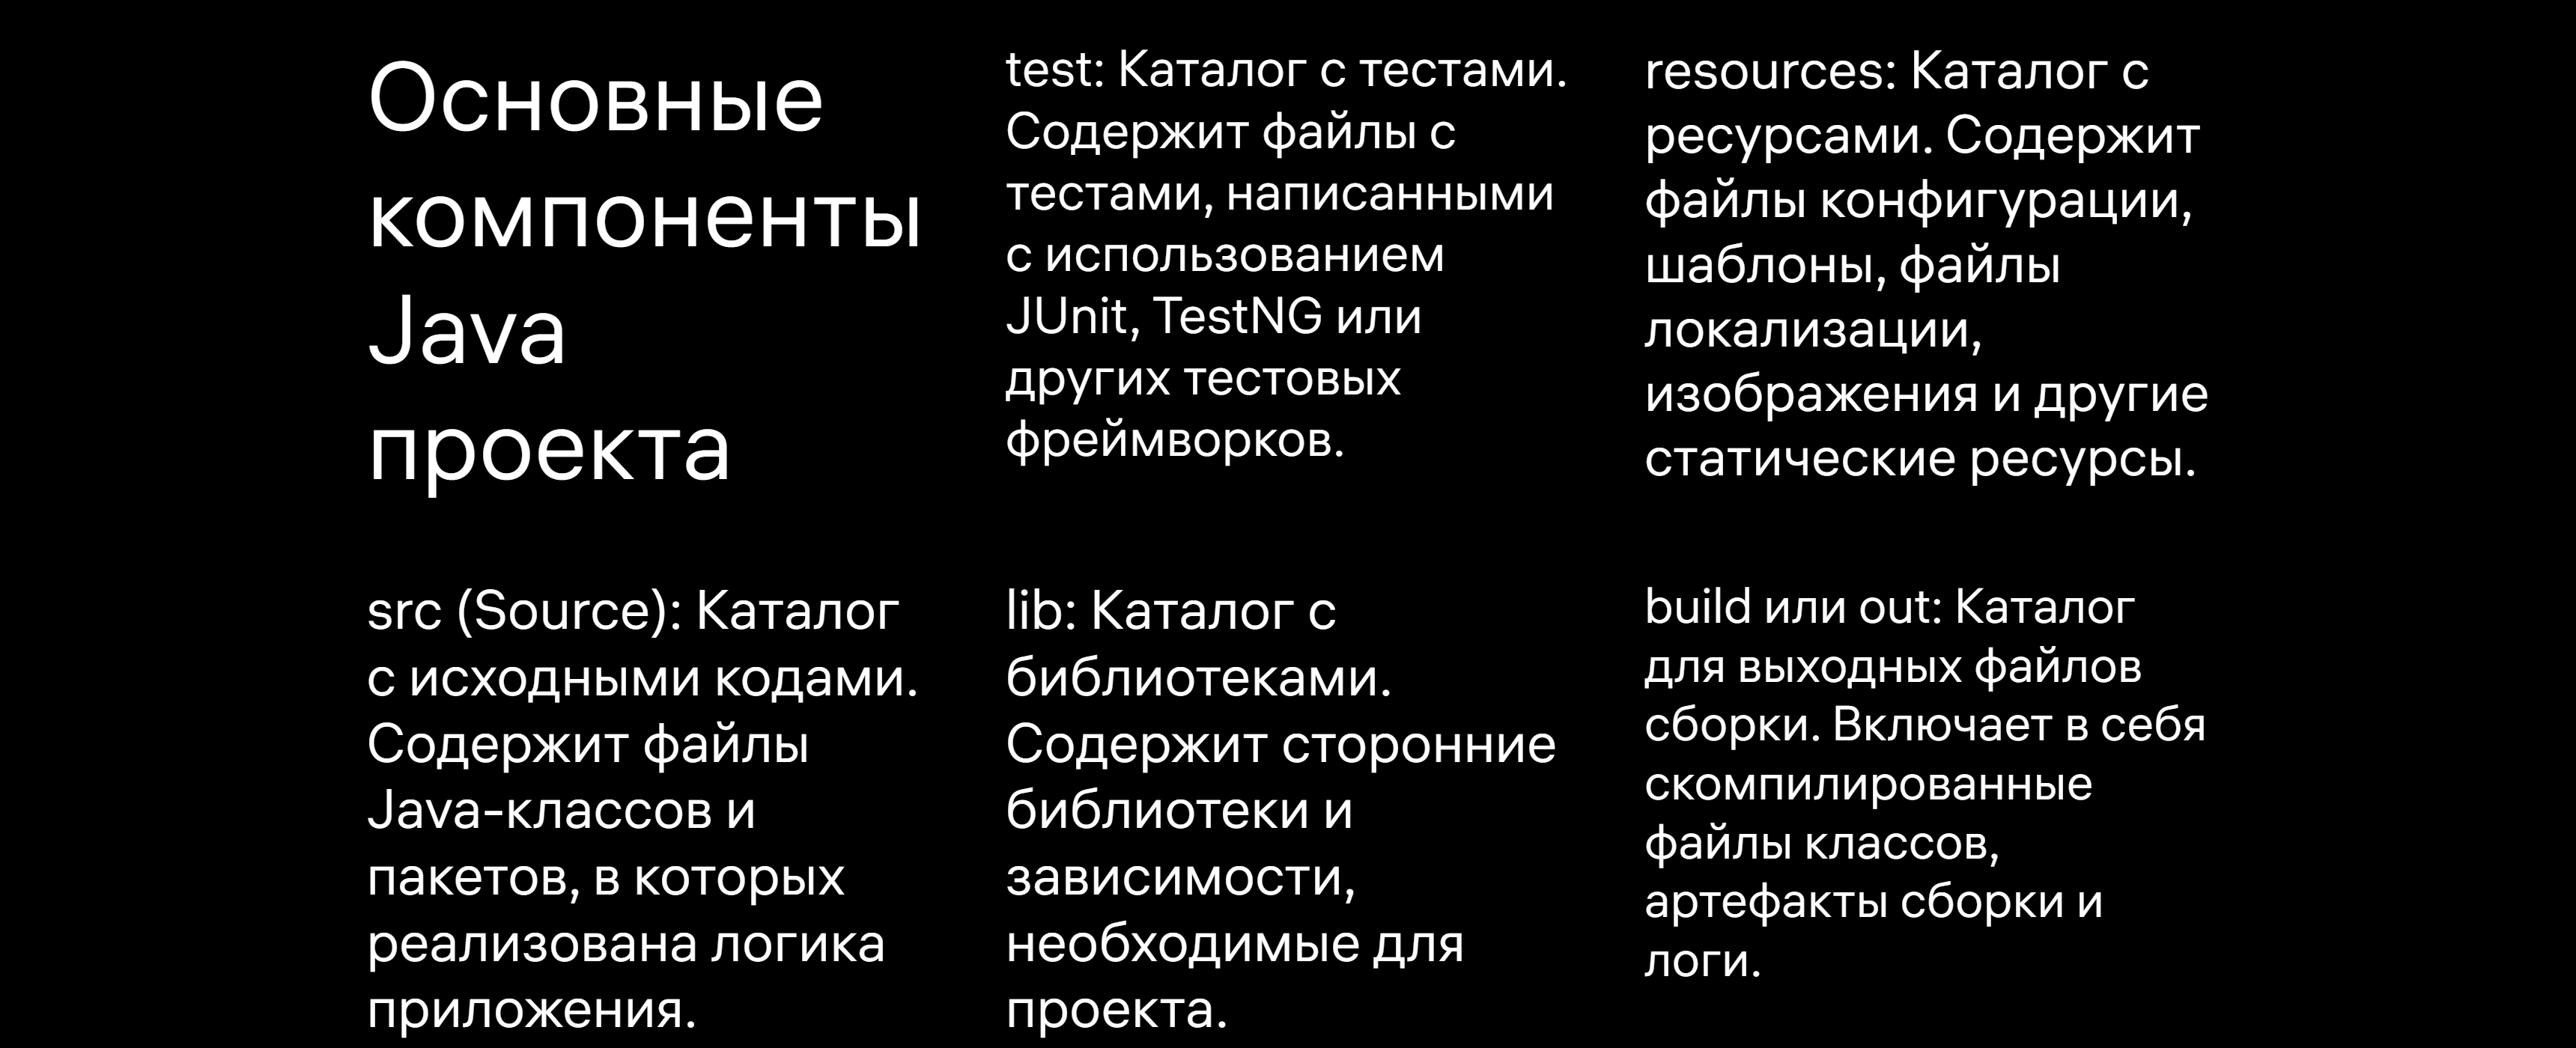 Основные
компоненты
Java
проекта
test: Каталог с тестами.
Содержит файлы с
тестами, написанными
с использованием
JUnit, TestNG или
других тестовых
фреймворков.
resources: Каталог с
ресурсами. Содержит
файлы конфигурации,
шаблоны, файлы
локализации,
изображения и другие
статические ресурсы.
src (Source): Каталог
с исходными кодами.
Содержит файлы
Java-классов и
пакетов, в которых
реализована логика
приложения.
lib: Каталог с
библиотеками.
Содержит сторонние
библиотеки и
зависимости,
необходимые для
проекта.
build или out: Каталог
для выходных файлов
сборки. Включает в себя
скомпилированные
файлы классов,
артефакты сборки и
логи.